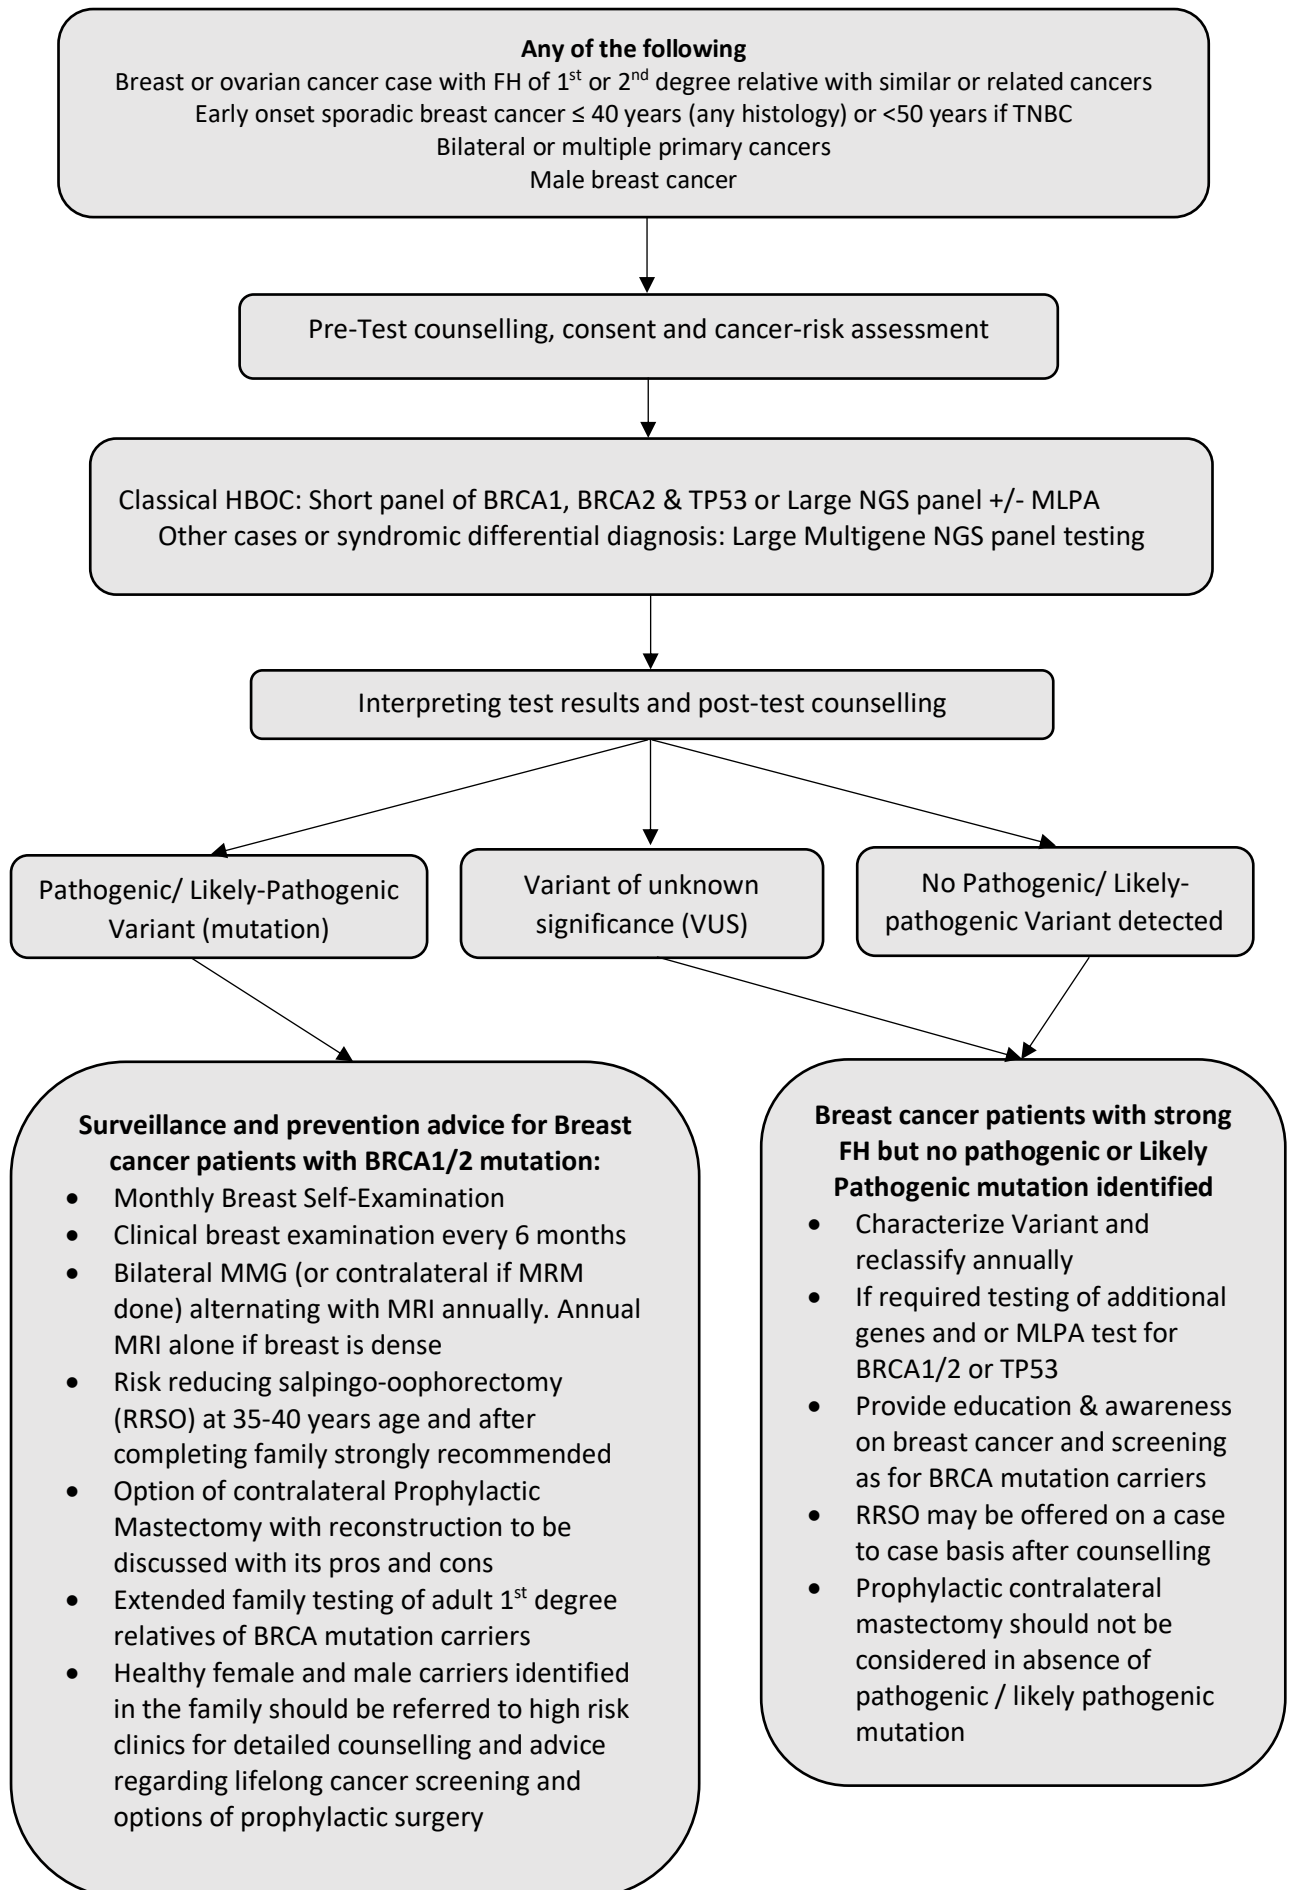 Any of the following
Breast or ovarian cancer case with FH of 1st or 2nd degree relative with similar or related cancers
Early onset sporadic breast cancer ≤ 40 years (any histology) or <50 years if TNBC
Bilateral or multiple primary cancers
Male breast cancer
Pre-Test counselling, consent and cancer-risk assessment
Classical HBOC: Short panel of BRCA1, BRCA2 & TP53 or Large NGS panel +/- MLPA
Other cases or syndromic differential diagnosis: Large Multigene NGS panel testing
Interpreting test results and post-test counselling
Pathogenic/ Likely-Pathogenic
Variant (mutation)
Variant of unknown
significance (VUS)
No Pathogenic/ Likely-
pathogenic Variant detected
Surveillance and prevention advice for Breast
cancer patients with BRCA1/2 mutation:
• Monthly Breast Self-Examination
• Clinical breast examination every 6 months
• Bilateral MMG (or contralateral if MRM
done) alternating with MRI annually. Annual
MRI alone if breast is dense
• Risk reducing salpingo-oophorectomy
(RRSO) at 35-40 years age and after
completing family strongly recommended
• Option of contralateral Prophylactic
Mastectomy with reconstruction to be
discussed with its pros and cons
• Extended family testing of adult 1st degree
relatives of BRCA mutation carriers
• Healthy female and male carriers identified
in the family should be referred to high risk
clinics for detailed counselling and advice
regarding lifelong cancer screening and
options of prophylactic surgery
Breast cancer patients with strong
FH but no pathogenic or Likely
Pathogenic mutation identified
• Characterize Variant and
reclassify annually
• If required testing of additional
genes and or MLPA test for
BRCA1/2 or TP53
• Provide education & awareness
on breast cancer and screening
as for BRCA mutation carriers
• RRSO may be offered on a case
to case basis after counselling
• Prophylactic contralateral
mastectomy should not be
considered in absence of
pathogenic / likely pathogenic
mutation